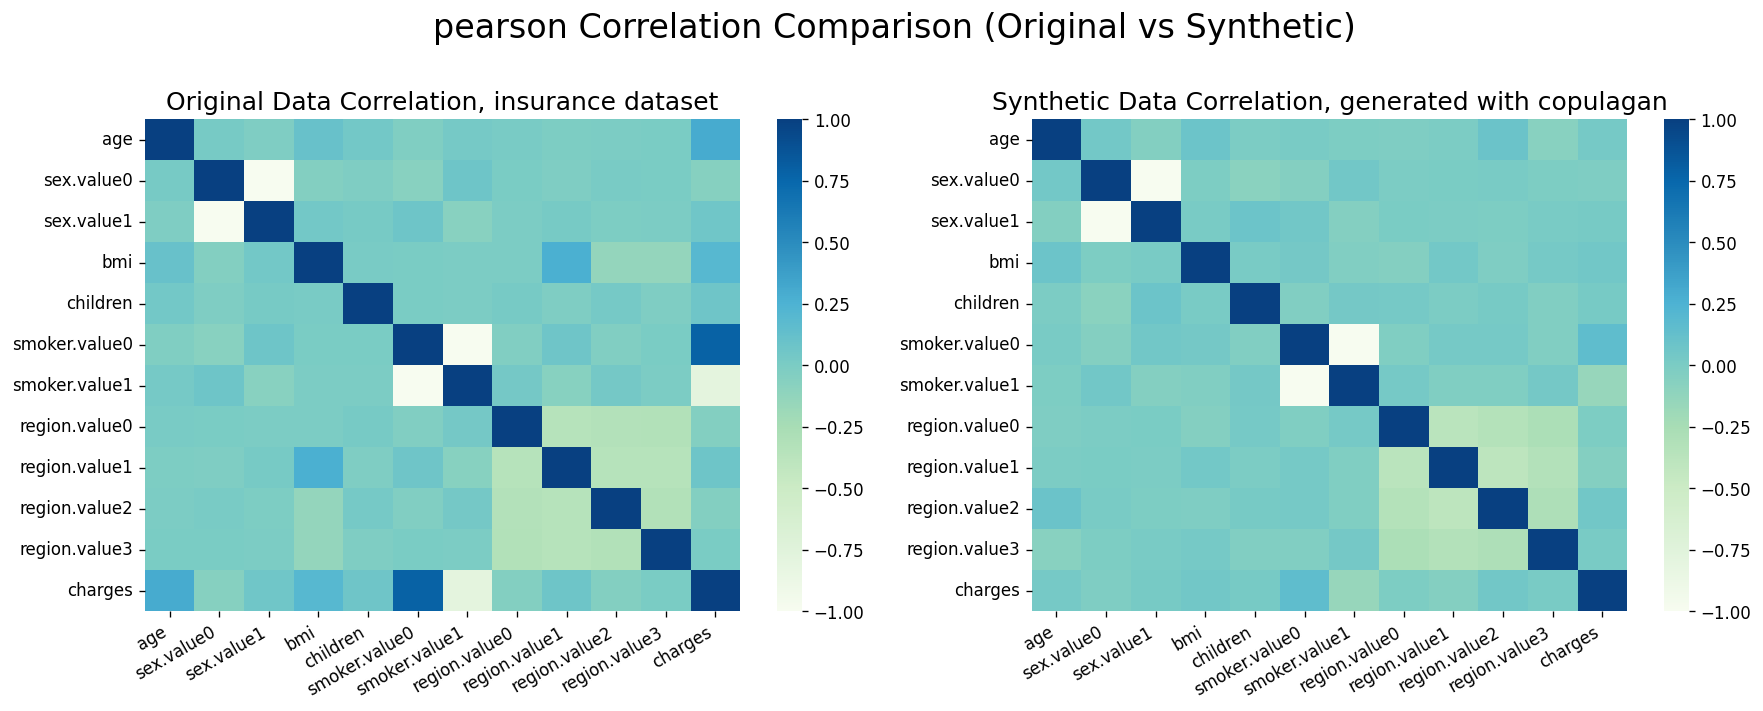 pearson Correlation Comparison (Original vs Synthetic)
Original Data Correlation, insurance dataset
age
sex.value0
sex.value1
bmi
children
smoker.value0
smoker.value1
region.value0
region.value1
region.value2
region.value3
charges
age
sex.value0
sex.value1
bmi
children
smoker.value0
smoker.value1
region.value0
region.value1
region.value2
region.value3
charges
1.00
0.75
0.50
0.25
0.00
−0.25
−0.50
−0.75
−1.00
Synthetic Data Correlation, generated with copulagan
age
sex.value0
sex.value1
bmi
children
smoker.value0
smoker.value1
region.value0
region.value1
region.value2
region.value3
charges
age
sex.value0
sex.value1
bmi
children
smoker.value0
smoker.value1
region.value0
region.value1
region.value2
region.value3
charges
1.00
0.75
0.50
0.25
0.00
−0.25
−0.50
−0.75
−1.00